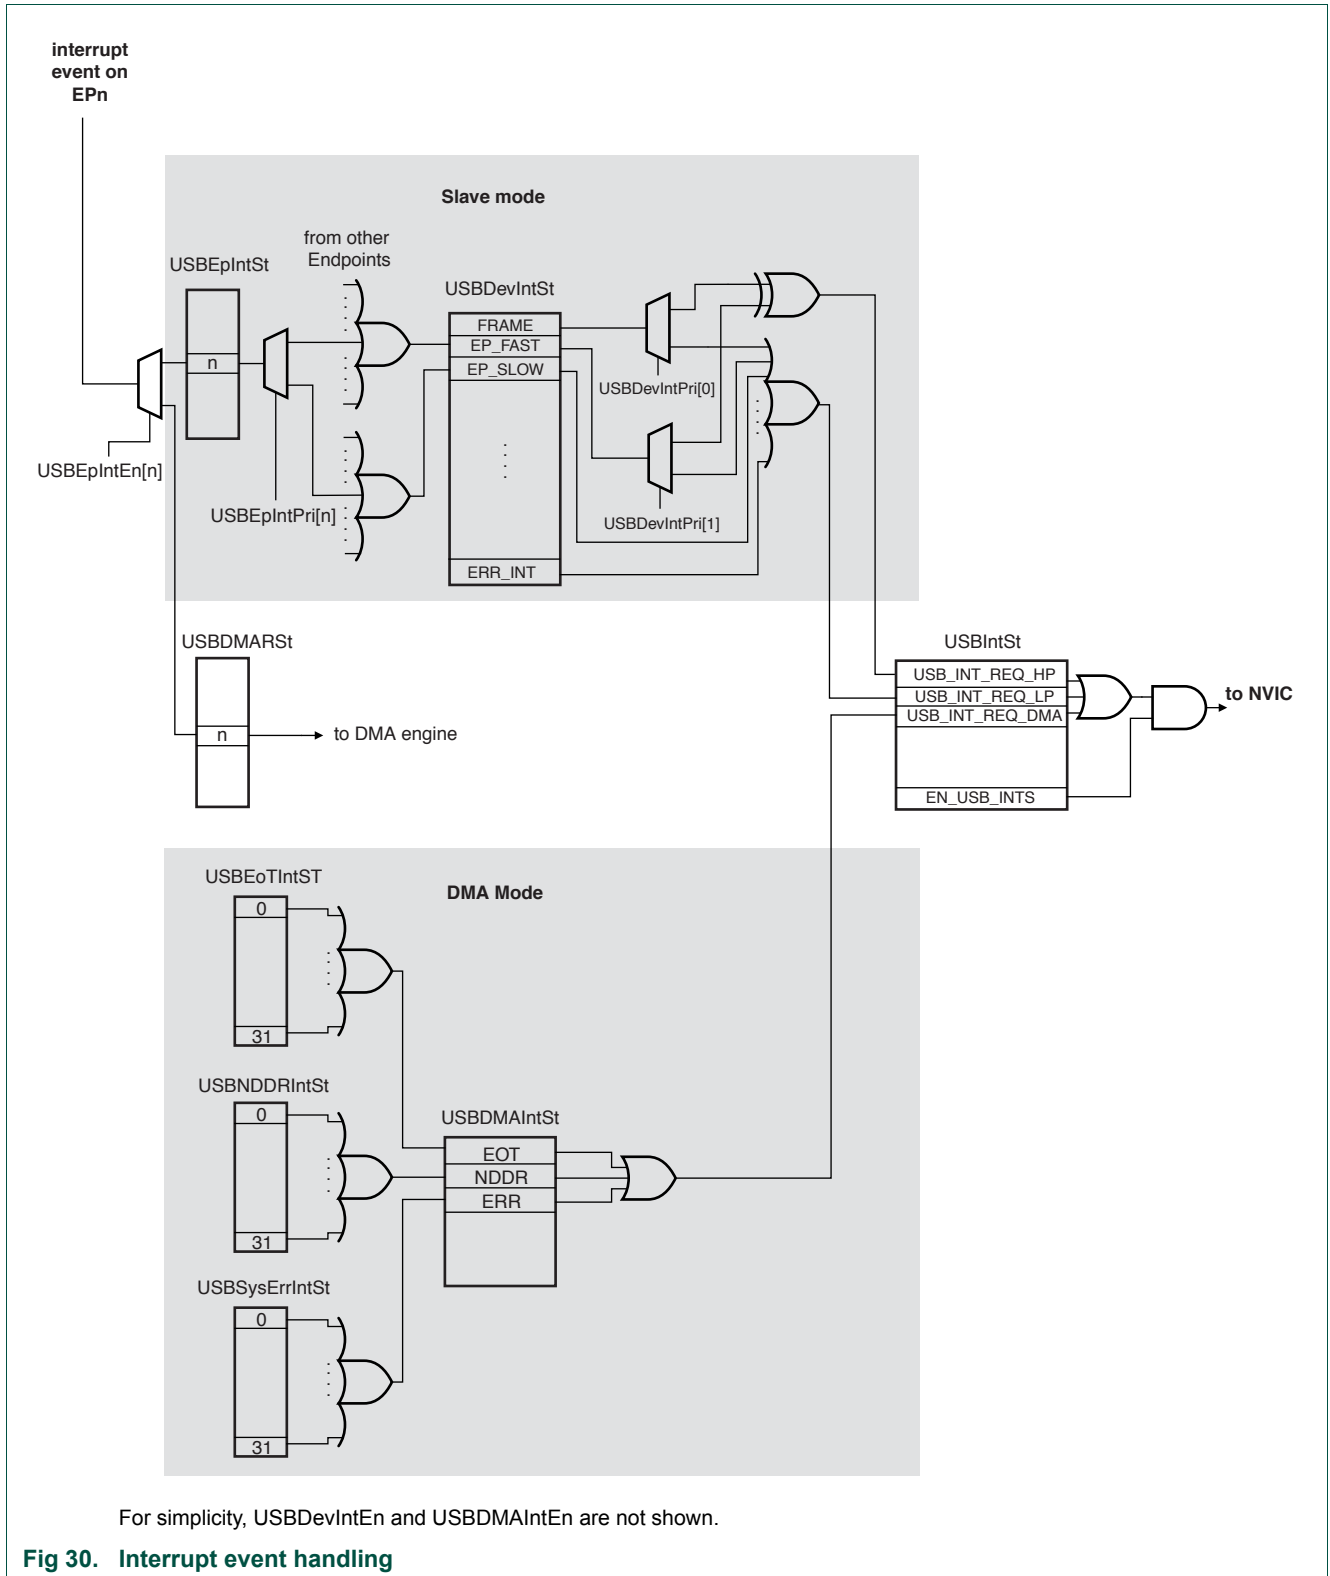 interrupt
event on
EPn
Slave mode
from other
Endpoints
USBEpIntSt
n
USBEpIntEn[n]
USBEpIntPri[n]
USBDevIntSt
FRAME
EP_FAST
EP_SLOW
ERR_INT
USBDevIntPri[0]
USBDevIntPri[1]
USBDMARSt
n
to DMA engine
USBIntSt
USB_INT_REQ_HP
USB_INT_REQ_LP
USB_INT_REQ_DMA
EN_USB_INTS
to NVIC
DMA Mode
USBEoTIntST
0
31
USBNDDRIntSt
0
31
USBSysErrIntSt
0
31
USBDMAIntSt
EOT
NDDR
ERR
For simplicity, USBDevIntEn and USBDMAIntEn are not shown.
Fig 30. Interrupt event handling